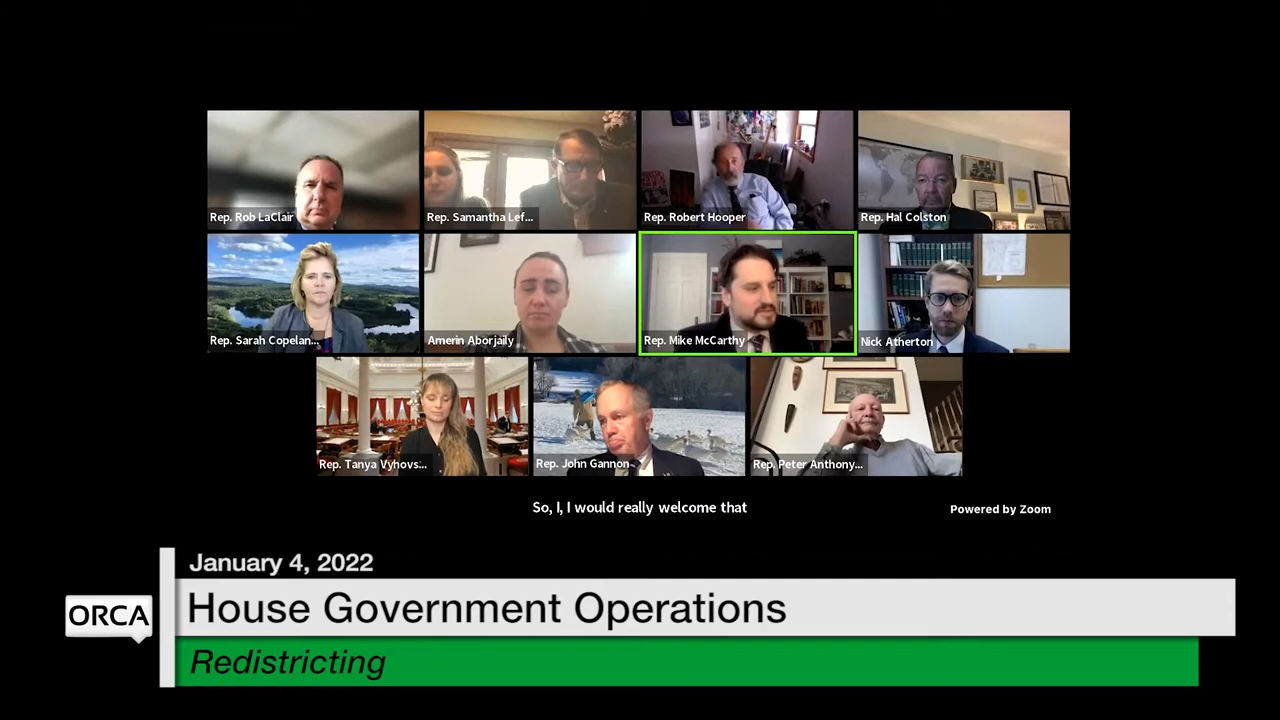 Rep. Rob LaClair
Rep. Samantha Lef...
Rep. Robert Hooper
Rep. Hal Colston
Rep. Sarah Copelan...
Amerin Aborjaily
Rep. Mike McCarthy
Nick Atherton
Rep. Tanya Vyhovs...
Rep. John Gannon
Rep. Peter Anthony...
So, I, I would really welcome that
Powered by Zoom
January 4, 2022
ORCA
House Government Operations
Redistricting